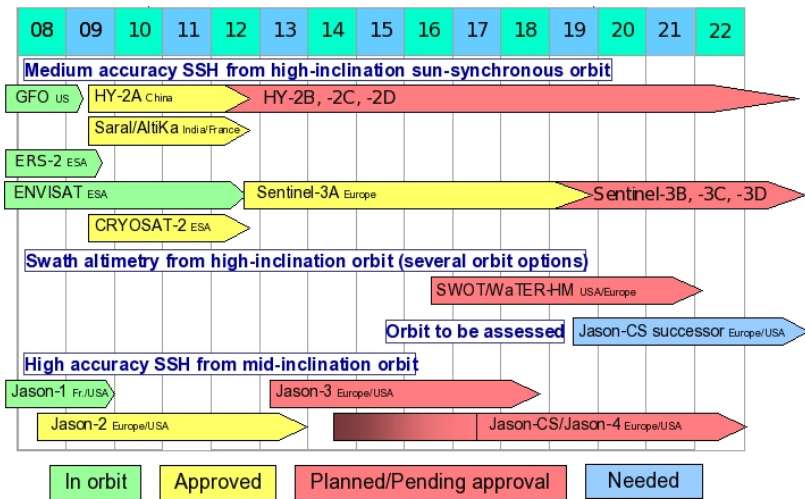 08 09 10 11 12 13 14 15 16 17 18 19 20 21 22
Medium accuracy SSH from high-inclination sun-synchronous orbit
GFO US HY-2A China HY-2B, -2C, -2D
Saral/AltiKa India/France
ERS-2 ESA
ENVISAT ESA Sentinel-3A Europe Sentinel-3B, -3C, -3D
CRYOSAT-2 ESA
Swath altimetry from high-inclination orbit (several orbit options)
SWOT/WaTER-HM USA/Europe
Orbit to be assessed Jason-CS successor Europe/USA
High accuracy SSH from mid-inclination orbit
Jason-1 Fr./USA Jason-3 Europe/USA
Jason-2 Europe/USA Jason-CS/Jason-4 Europe/USA
In orbit Approved Planned/Pending approval Needed